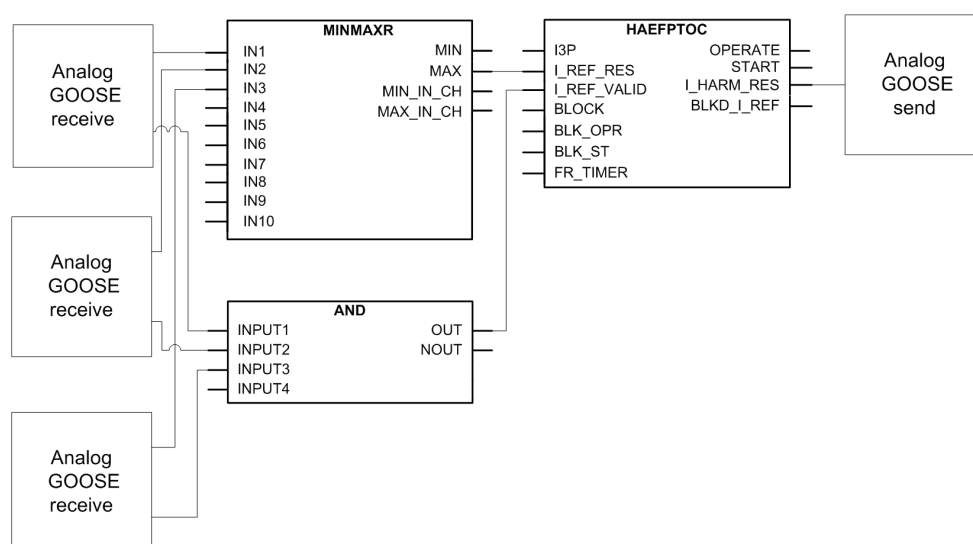 Analog
GOOSE
receive
Analog
GOOSE
receive
Analog
GOOSE
receive
MINMAXR
IN1
IN2
IN3
IN4
IN5
IN6
IN7
IN8
IN9
IN10
MIN
MAX
MIN_IN_CH
MAX_IN_CH
AND
INPUT1
INPUT2
INPUT3
INPUT4
OUT
NOUT
HAEFPTOC
I3P
I_REF_RES
I_REF_VALID
BLOCK
BLK_OPR
BLK_ST
FR_TIMER
OPERATE
START
I_HARM_RES
BLKD_I_REF
Analog
GOOSE
send